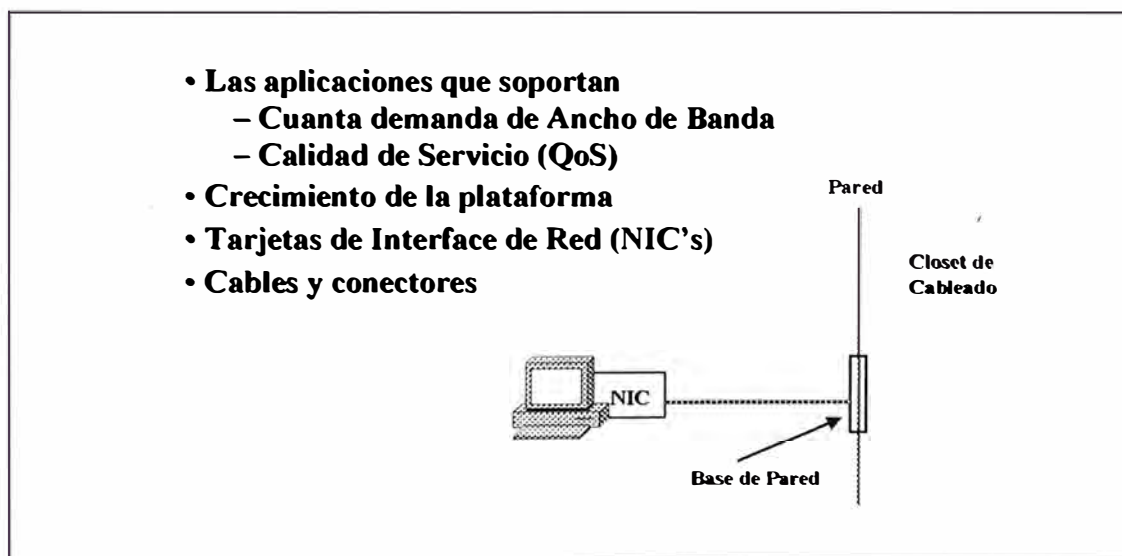 • Las aplicaciones que soportan
– Cuanta demanda de Ancho de Banda
– Calidad de Servicio (QoS)
• Crecimiento de la plataforma
• Tarjetas de Interface de Red (NIC's)
• Cables y conectores
Pared
Closet de
Cableado
NIC
Base de Pared